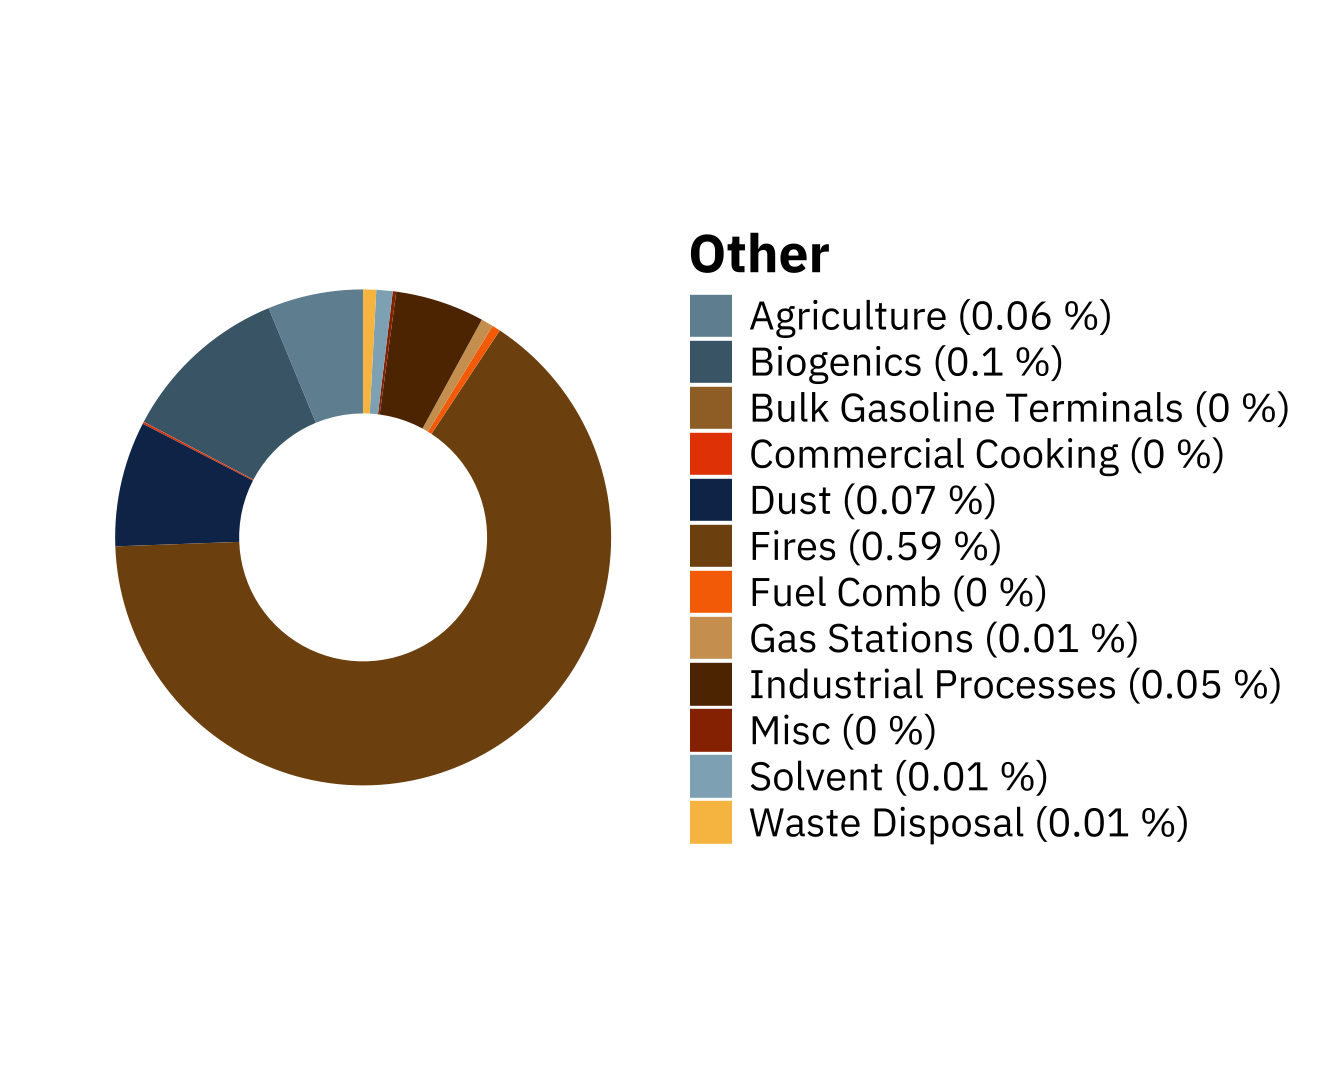 Other
Agriculture (0.06 %)
Biogenics (0.1 %)
Bulk Gasoline Terminals (0 %)
Commercial Cooking (0 %)
Dust (0.07 %)
Fires (0.59 %)
Fuel Comb (0 %)
Gas Stations (0.01 %)
Industrial Processes (0.05 %)
Misc (0 %)
Solvent (0.01 %)
Waste Disposal (0.01 %)